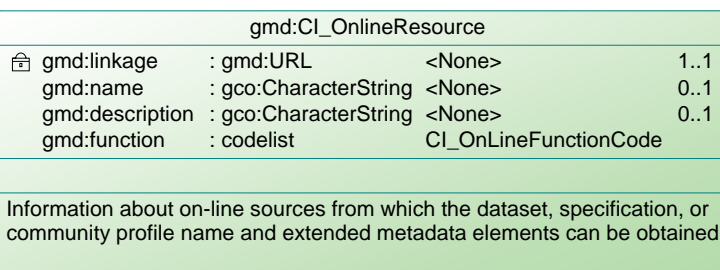 gmd:CI_OnlineResource
gmd:linkage : gmd:URL <None> 1..1
gmd:name : gco:CharacterString <None> 0..1
gmd:description : gco:CharacterString <None> 0..1
gmd:function : codelist CI_OnLineFunctionCode
Information about on-line sources from which the dataset, specification, or
community profile name and extended metadata elements can be obtained